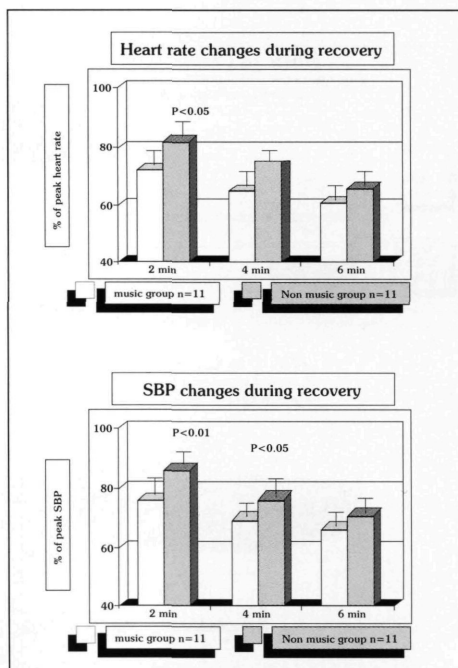 Heart rate changes during recovery
% of peak heart rate
100
80
60
40
P<0.05
2 min
4 min
6 min
music group n=11
Non music group n=11
SBP changes during recovery
% of peak SBP
100
80
60
40
P<0.01
P<0.05
2 min
4 min
6 min
music group n=11
Non music group n=11